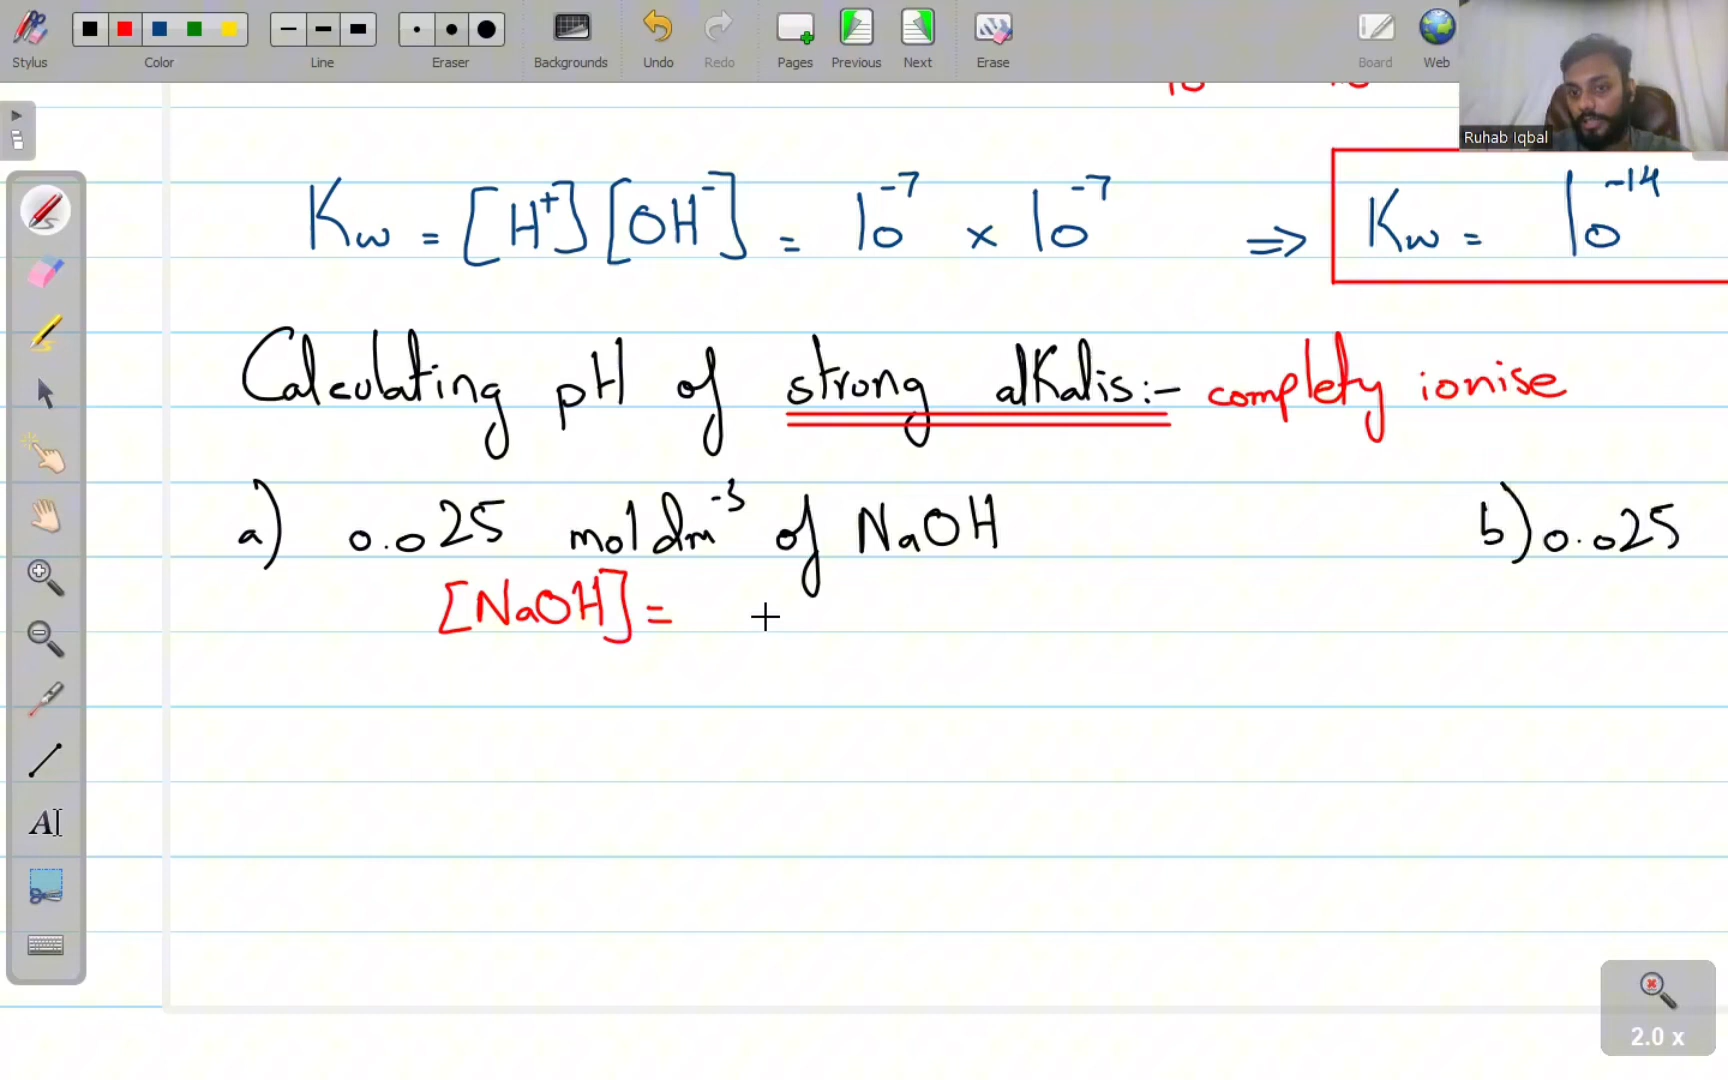 Stylus Color Line Eraser Backgrounds Undo Redo Pages Previous Next Erase Board Web
Ruhab Iqbal
Kw = [H⁺][OH⁻] = 10⁻⁷ × 10⁻⁷ ⇒ Kw = 10⁻¹⁴
Calculating pH of strong alkalis:- complety ionise
a) 0.025 mol dm⁻³ of NaOH b) 0.025
[NaOH] =
2.0 x